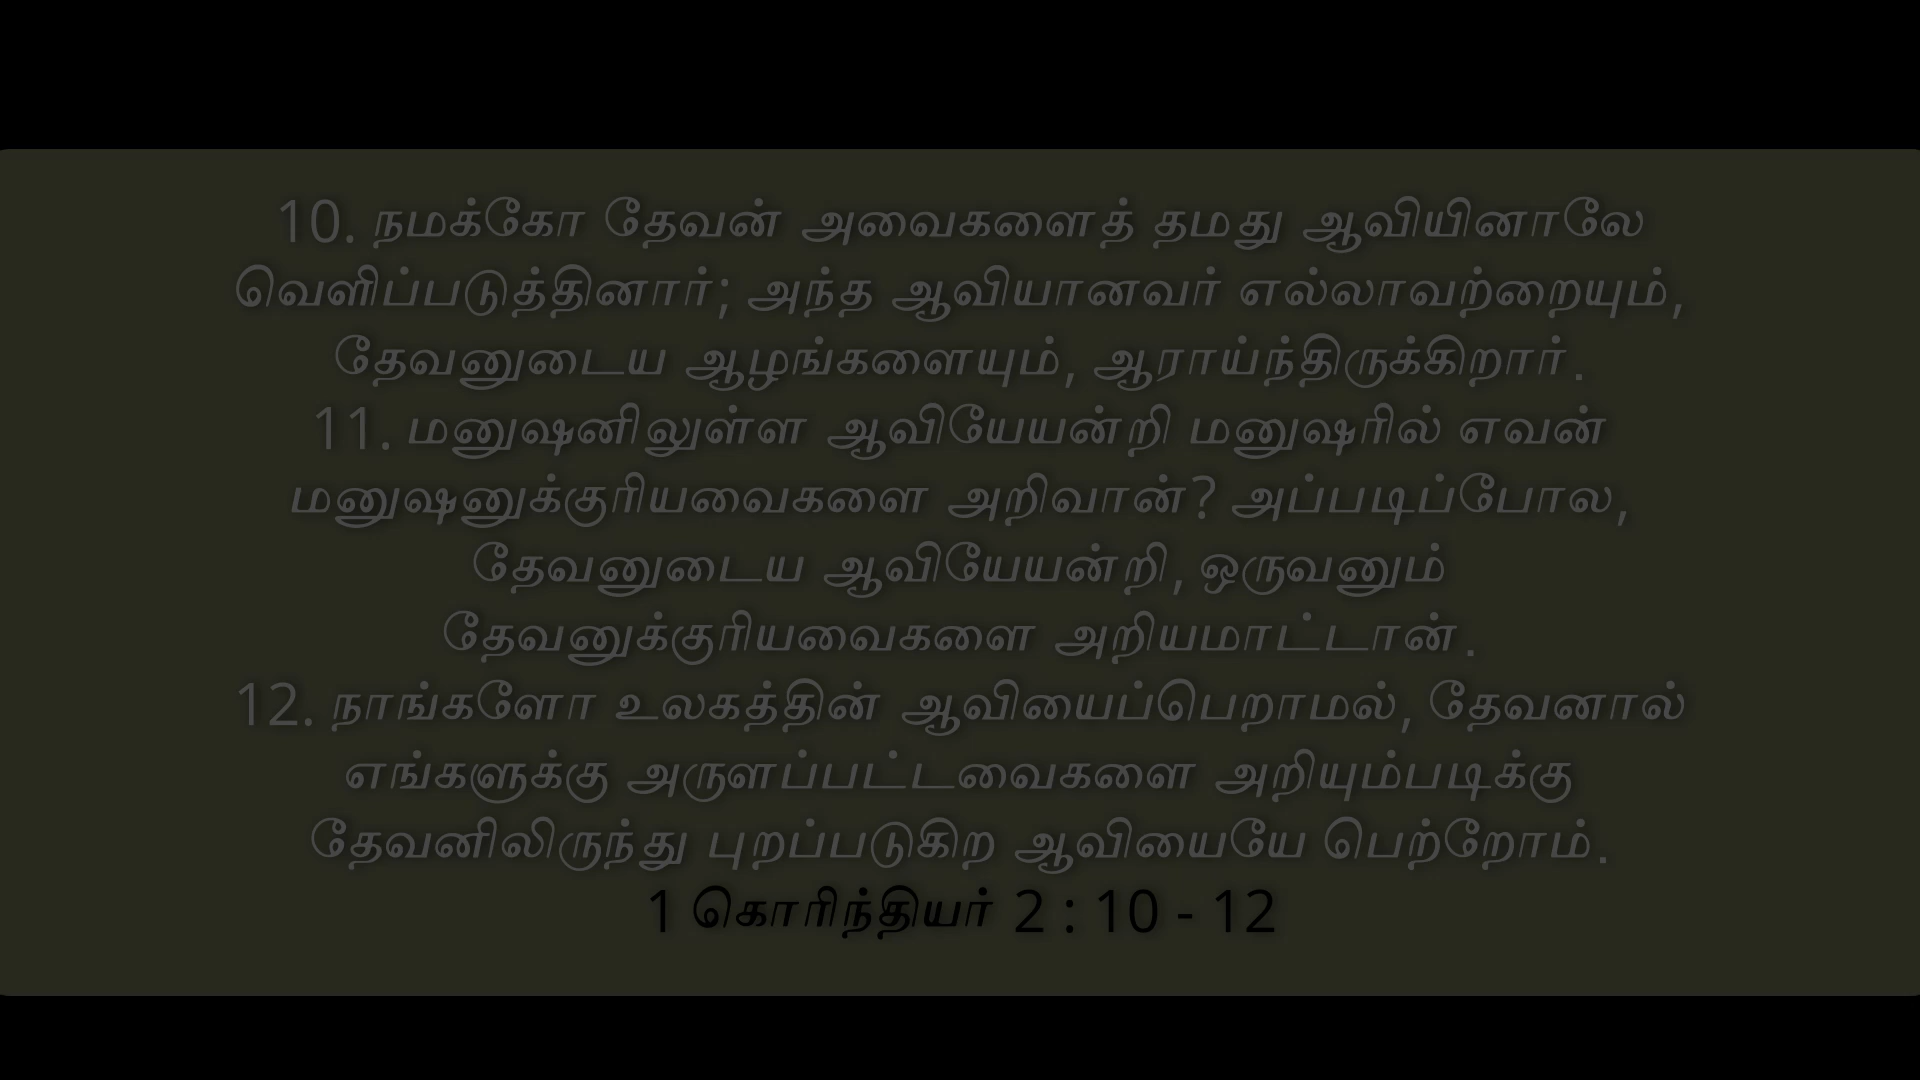 10. நமக்கோ தேவன் அவைகளைத் தமது ஆவியினாலே
வெளிப்படுத்தினார்; அந்த ஆவியானவர் எல்லாவற்றையும்,
தேவனுடைய ஆழங்களையும், ஆராய்ந்திருக்கிறார்.
11. மனுஷனிலுள்ள ஆவியேயன்றி மனுஷரில் எவன்
மனுஷனுக்குரியவைகளை அறிவான்? அப்படிப்போல,
தேவனுடைய ஆவியேயன்றி, ஒருவனும்
தேவனுக்குரியவைகளை அறியமாட்டான்.
12. நாங்களோ உலகத்தின் ஆவியைப்பெறாமல், தேவனால்
எங்களுக்கு அருளப்பட்டவைகளை அறியும்படிக்கு
தேவனிலிருந்து புறப்படுகிற ஆவியையே பெற்றோம்.
1 கொரிந்தியர் 2 : 10 - 12